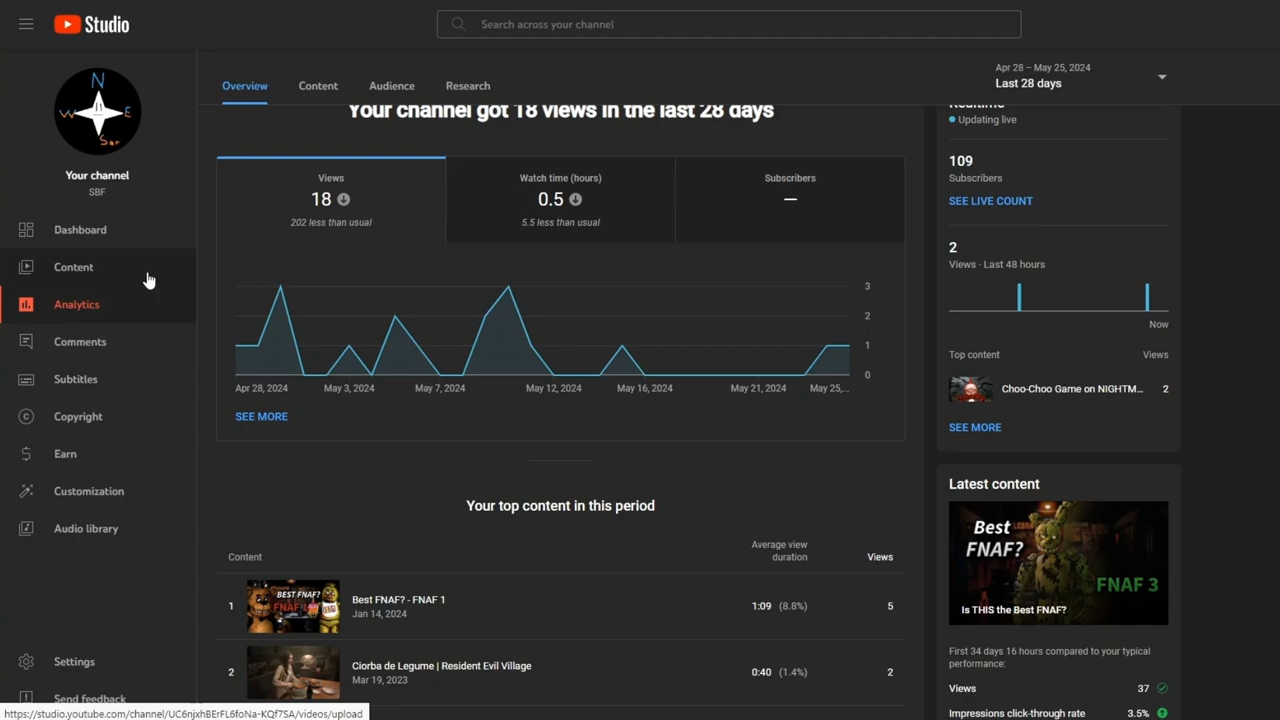 Studio
Search across your channel
N
W
E
Your channel
SBF
Dashboard
Content
Analytics
Comments
Subtitles
Copyright
Earn
Customization
Audio library
Settings
Send feedback
https://studio.youtube.com/channel/UC6njxhBErFL6foNa-KQf7SA/videos/upload
Overview
Content
Audience
Research
Apr 28 – May 25, 2024
Last 28 days
Your channel got 18 views in the last 28 days
Views
18
202 less than usual
Watch time (hours)
0.5
5.5 less than usual
Subscribers
—
3
2
1
0
Apr 28, 2024
May 3, 2024
May 7, 2024
May 12, 2024
May 16, 2024
May 21, 2024
May 25,...
SEE MORE
Your top content in this period
Content
Average view
duration
Views
1
BEST FNAF?
Best FNAF? - FNAF 1
Jan 14, 2024
1:09 (8.8%)
5
2
Ciorba de Legume | Resident Evil Village
Mar 19, 2023
0:40 (1.4%)
2
Realtime
Updating live
109
Subscribers
SEE LIVE COUNT
2
Views · Last 48 hours
Now
Top content
Views
Choo-Choo Game on NIGHTM...
2
SEE MORE
Latest content
Best
FNAF?
FNAF 3
Is THIS the Best FNAF?
First 34 days 16 hours compared to your typical
performance:
Views
37
Impressions click-through rate
3.5%